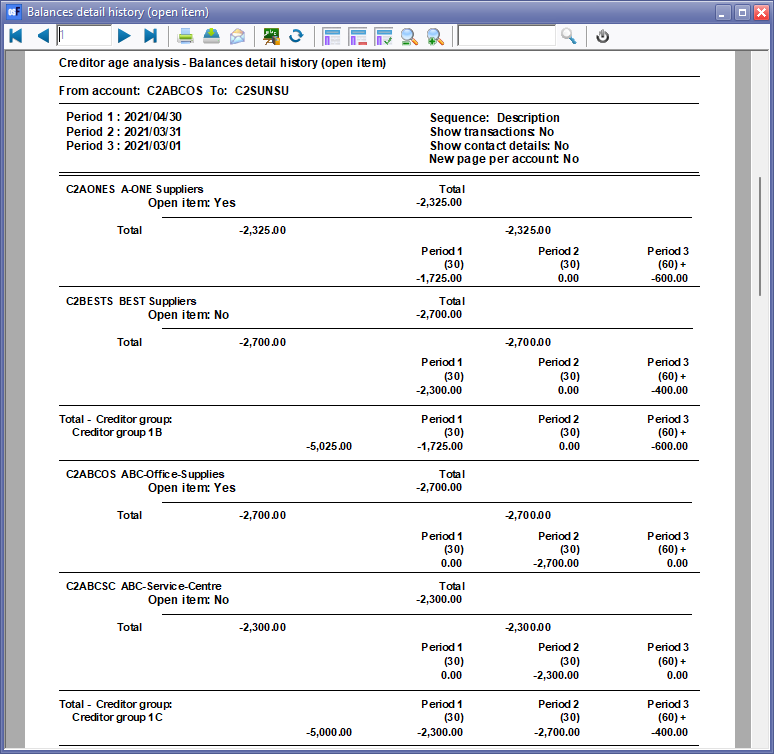 Balances detail history (open item)
1
Creditor age analysis - Balances detail history (open item)
From account: C2ABCOS To: C2SUNSU
Period 1 : 2021/04/30
Period 2 : 2021/03/31 Sequence: Description
Period 3 : 2021/03/01 Show transactions: No
Show contact details: No
New page per account: No
C2AONES A-ONE Suppliers Total
Open item: Yes -2,325.00
Total -2,325.00 -2,325.00
Period 1 Period 2 Period 3
(30) (30) (60) +
-1,725.00 0.00 -600.00
C2BESTS BEST Suppliers Total
Open item: No -2,700.00
Total -2,700.00 -2,700.00
Period 1 Period 2 Period 3
(30) (30) (60) +
-2,300.00 0.00 -400.00
Total - Creditor group: Period 1 Period 2 Period 3
Creditor group 1B (30) (30) (60) +
-5,025.00 -1,725.00 0.00 -600.00
C2ABCOS ABC-Office-Supplies Total
Open item: Yes -2,700.00
Total -2,700.00 -2,700.00
Period 1 Period 2 Period 3
(30) (30) (60) +
0.00 -2,700.00 0.00
C2ABCSC ABC-Service-Centre Total
Open item: No -2,300.00
Total -2,300.00 -2,300.00
Period 1 Period 2 Period 3
(30) (30) (60) +
0.00 -2,300.00 0.00
Total - Creditor group: Period 1 Period 2 Period 3
Creditor group 1C (30) (30) (60) +
-5,000.00 -2,300.00 -2,700.00 -400.00